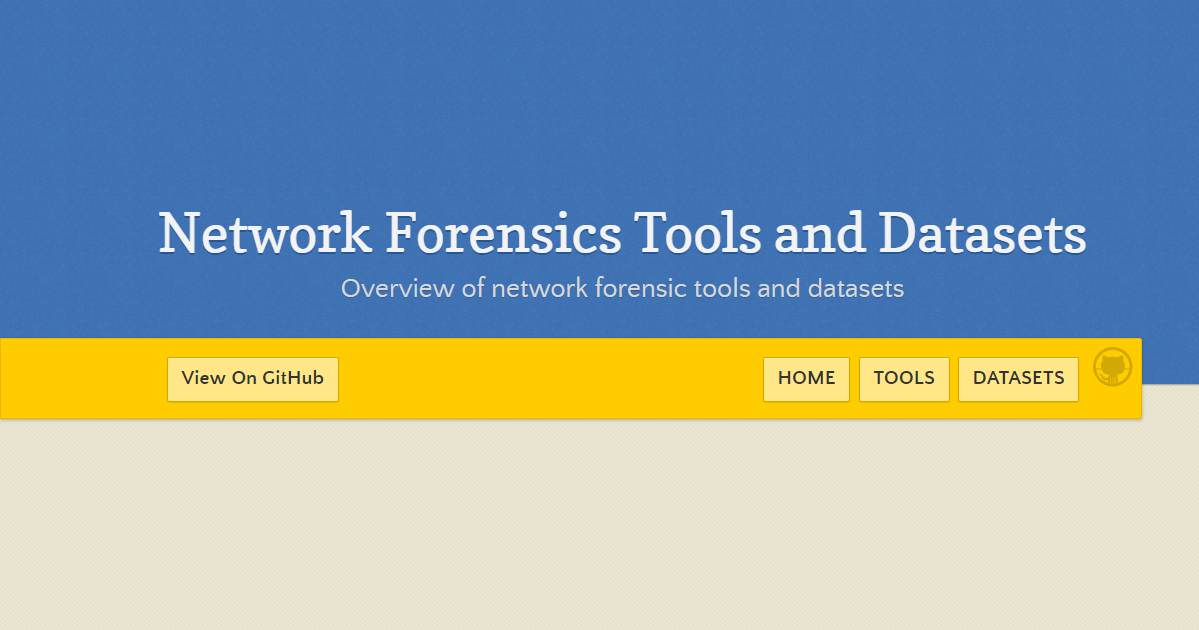 Network Forensics Tools and Datasets
Overview of network forensic tools and datasets
View On GitHub
HOME
TOOLS
DATASETS